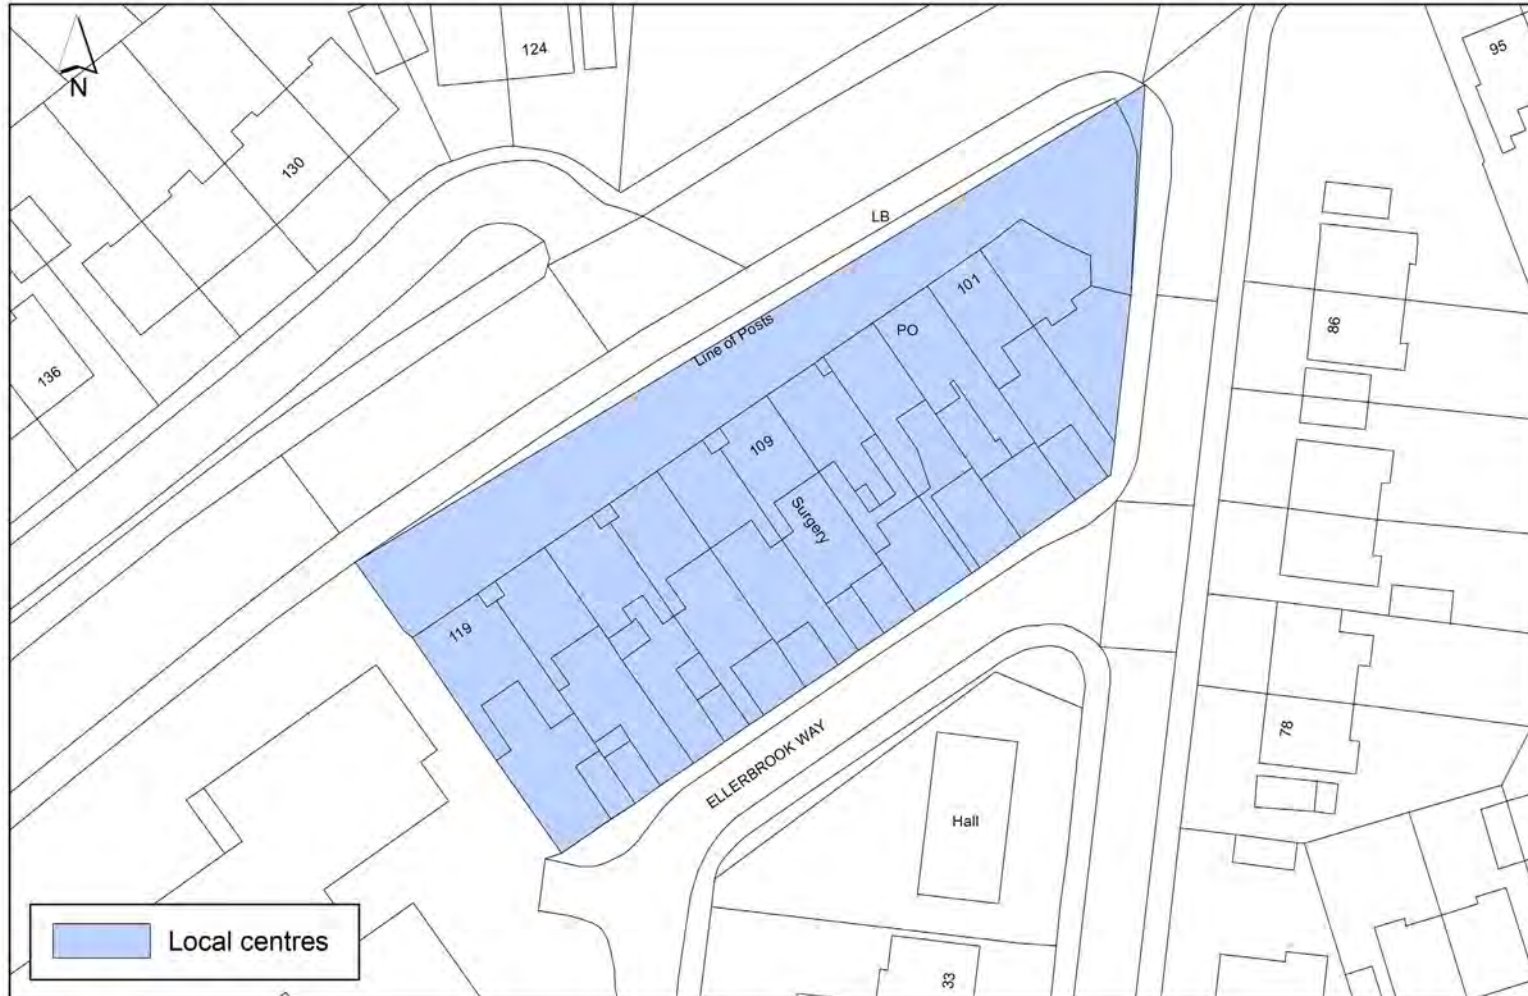 N
124
95
130
LB
101
PO
86
Line of Posts
136
109
Surgery
119
78
ELLERBROOK WAY
Hall
Local centres
33